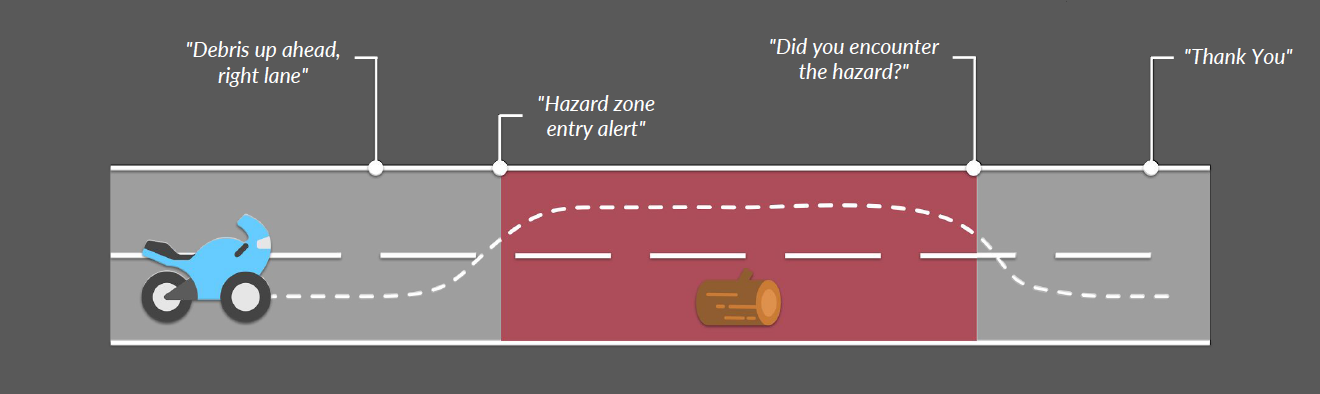 "Debris up ahead,
right lane"
"Hazard zone
entry alert"
"Did you encounter
the hazard?"
"Thank You"